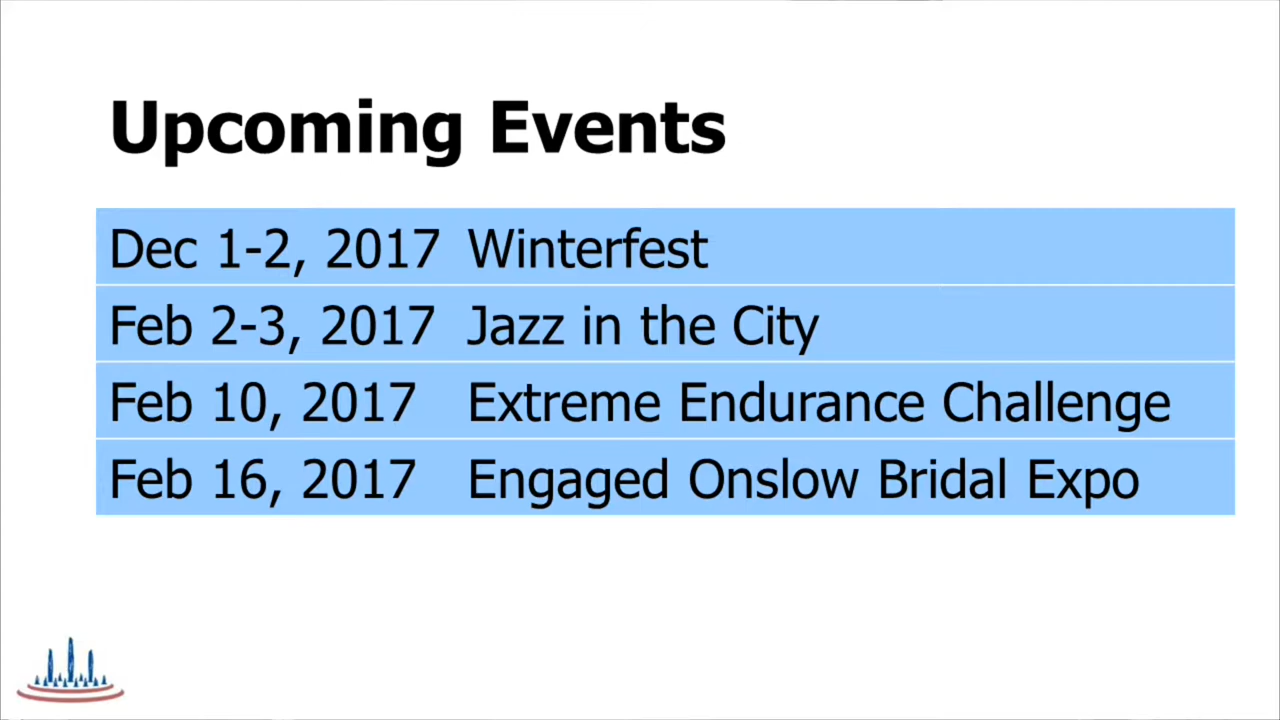 Upcoming Events
Dec 1-2, 2017 Winterfest
Feb 2-3, 2017 Jazz in the City
Feb 10, 2017 Extreme Endurance Challenge
Feb 16, 2017 Engaged Onslow Bridal Expo